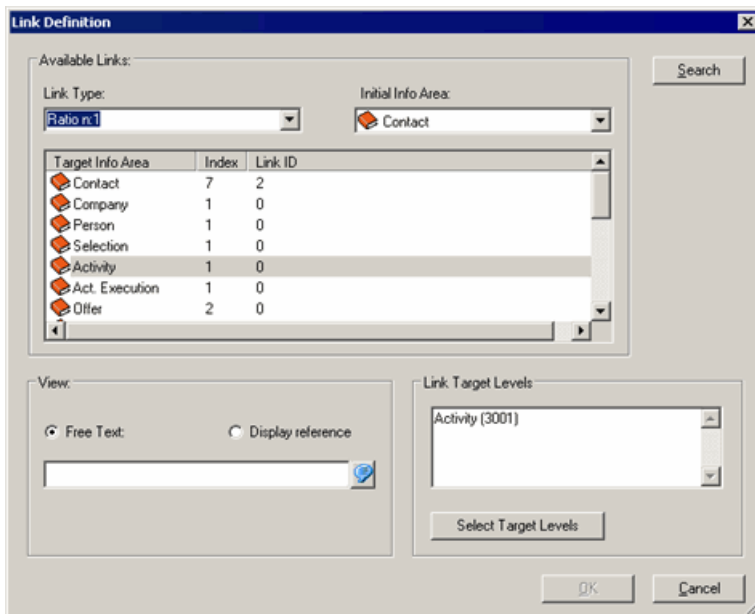 Link Definition
Available Links:
Search
Link Type:
Initial Info Area:
Ratio n:1
Contact
Target Info Area Index Link ID
Contact 7 2
Company 1 0
Person 1 0
Selection 1 0
Activity 1 0
Act. Execution 1 0
Offer 2 0
View:
Link Target Levels
Free Text:
Display reference
Activity (3001)
Select Target Levels
OK
Cancel